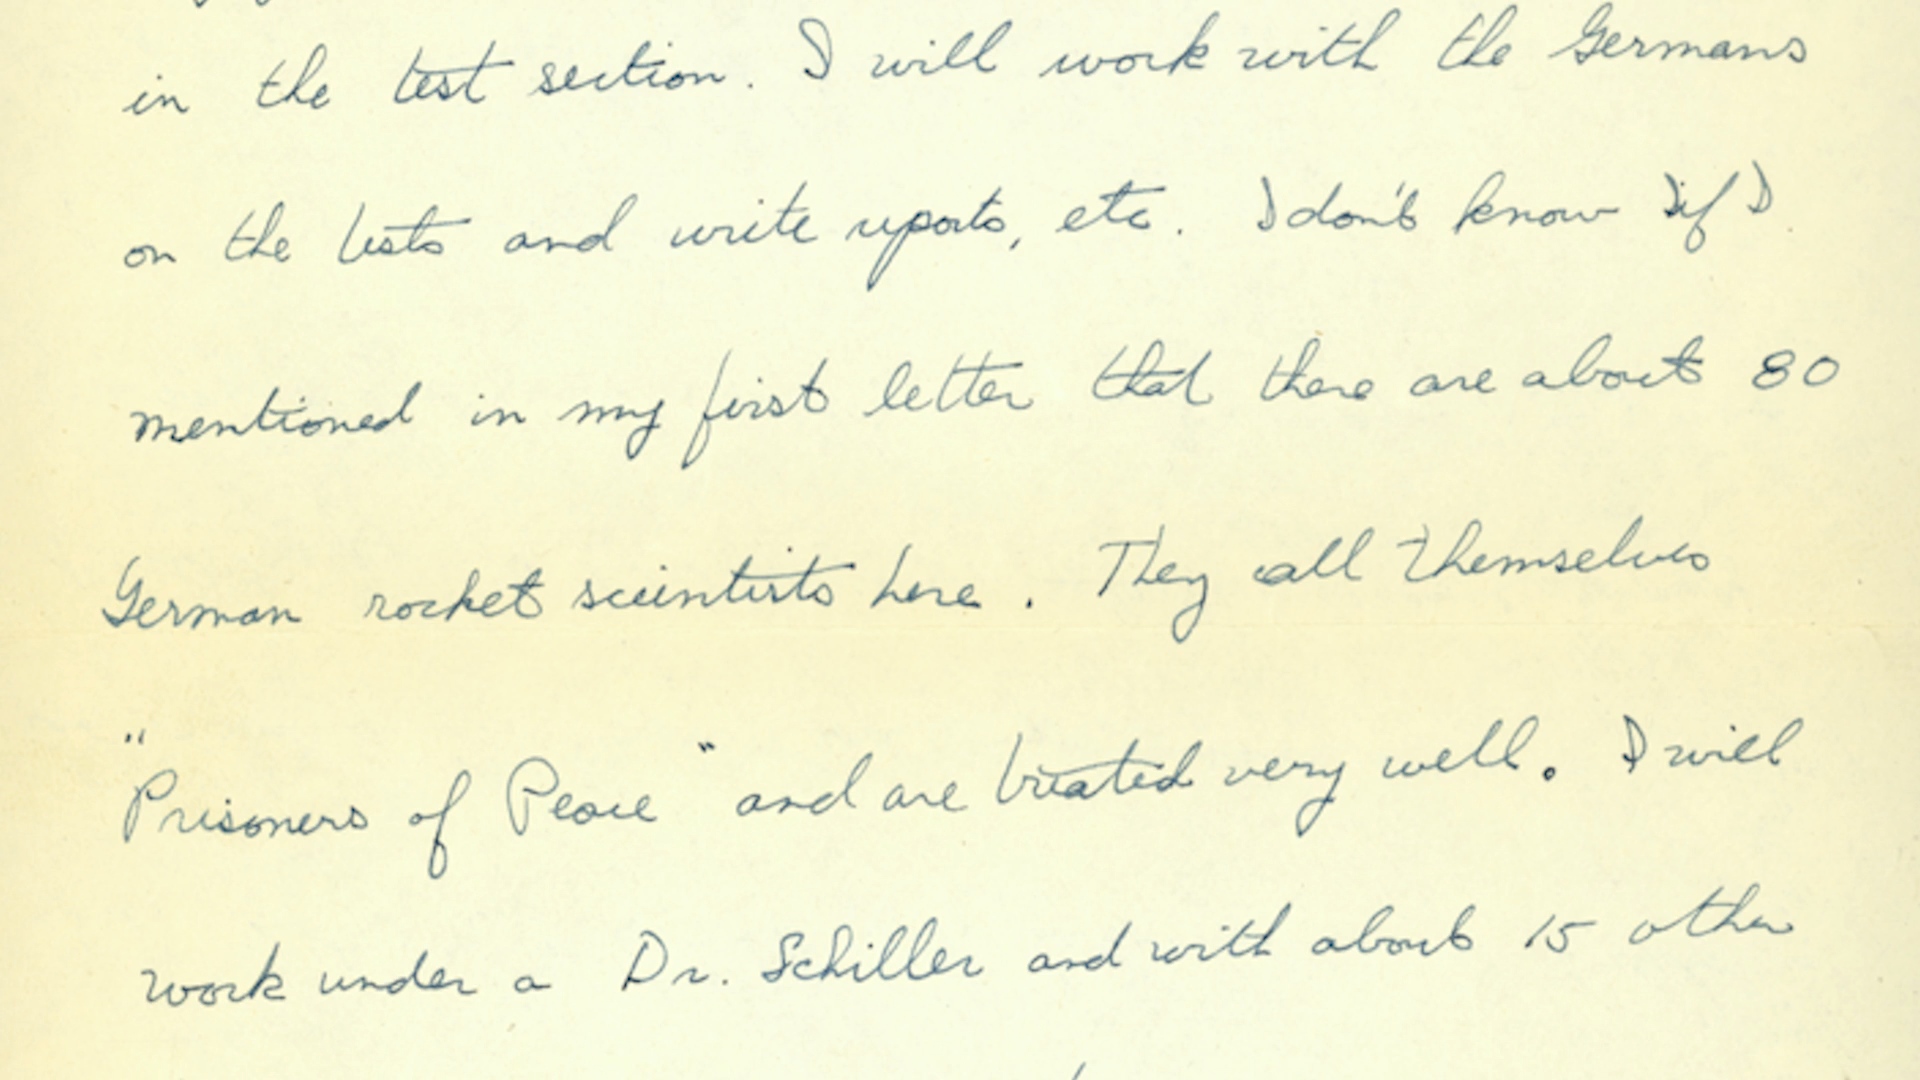 in the test section. I will work with the Germans
on the tests and write reports, etc. I don't know if I
mentioned in my first letter that there are about 80
German rocket scientists here. They call themselves
"Prisoners of Peace" and are treated very well. I will
work under a Dr. Schiller and with about 15 other